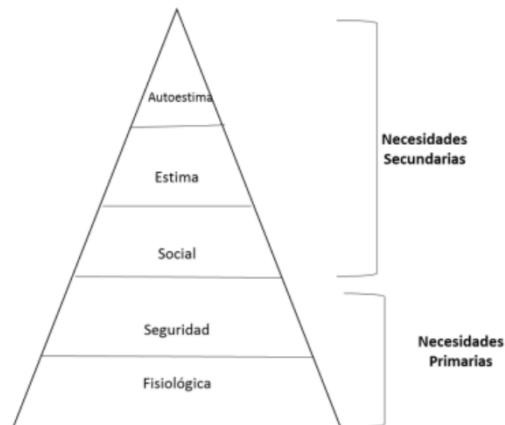 Autoestima
Estima
Social
Seguridad
Fisiológica
Necesidades
Secundarias
Necesidades
Primarias